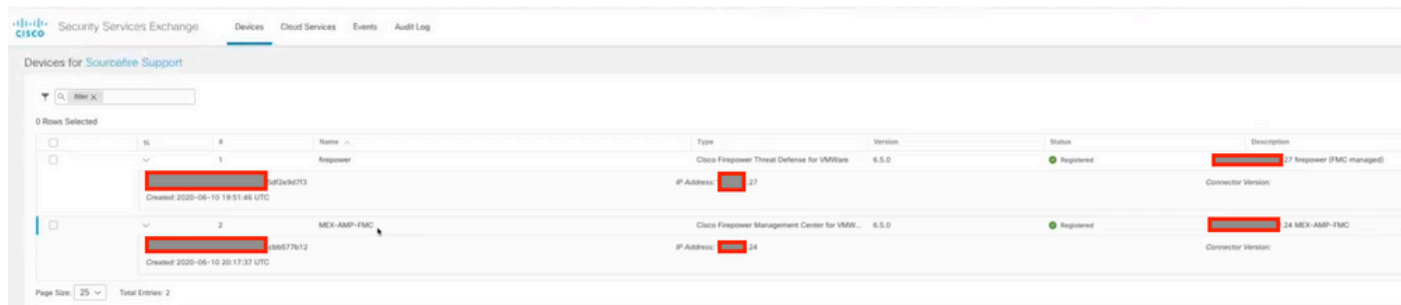 CISCO Security Services Exchange Devices Cloud Services Events Audit Log
Devices for Sourcefire Support
filter X
0 Rows Selected
% # Name Type Version Status Description
1 firepower Cisco Firepower Threat Defense for VMWare 6.5.0 Registered 27 firepower (FMC managed)
5df2e9d7f3 IP Address: .27 Connector Version:
Created: 2020-06-10 19:51:46 UTC
2 MEX-AMP-FMC Cisco Firepower Management Center for VMW... 6.5.0 Registered .24 MEX-AMP-FMC
cbb577b12 IP Address: .24 Connector Version:
Created: 2020-06-10 20:17:37 UTC
Page Size: 25 Total Entries: 2